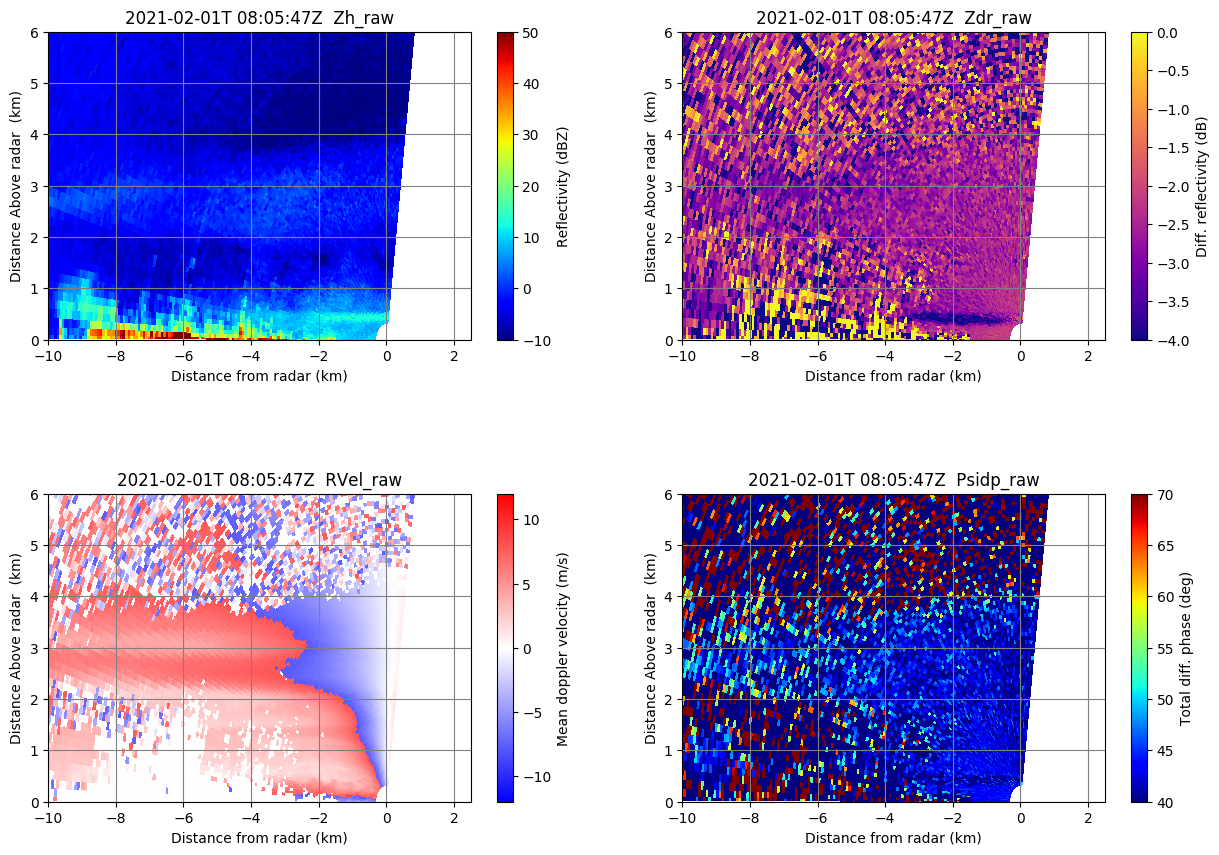 2021-02-01T 08:05:47Z  Zh_raw
6
5
4
3
2
1
0
Distance Above radar  (km)
−10 −8 −6 −4 −2 0 2
Distance from radar (km)
50
40
30
20
10
0
−10
Reflectivity (dBZ)
2021-02-01T 08:05:47Z  Zdr_raw
6
5
4
3
2
1
0
Distance Above radar  (km)
−10 −8 −6 −4 −2 0 2
Distance from radar (km)
0.0
−0.5
−1.0
−1.5
−2.0
−2.5
−3.0
−3.5
−4.0
Diff. reflectivity (dB)
2021-02-01T 08:05:47Z  RVel_raw
6
5
4
3
2
1
0
Distance Above radar  (km)
−10 −8 −6 −4 −2 0 2
Distance from radar (km)
10
5
0
−5
−10
Mean doppler velocity (m/s)
2021-02-01T 08:05:47Z  Psidp_raw
6
5
4
3
2
1
0
Distance Above radar  (km)
−10 −8 −6 −4 −2 0 2
Distance from radar (km)
70
65
60
55
50
45
40
Total diff. phase (deg)